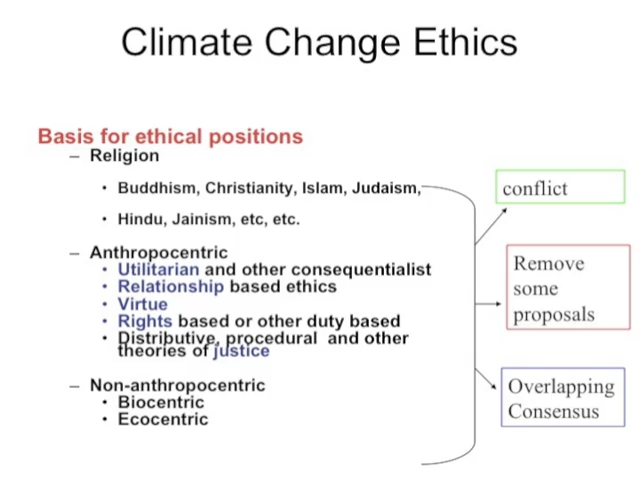 Climate Change Ethics
Basis for ethical positions
– Religion
• Buddhism, Christianity, Islam, Judaism,
• Hindu, Jainism, etc, etc.
– Anthropocentric
• Utilitarian and other consequentialist
• Relationship based ethics
• Virtue
• Rights based or other duty based
• Distributive, procedural and other
theories of justice
– Non-anthropocentric
• Biocentric
• Ecocentric
conflict
Remove
some
proposals
Overlapping
Consensus